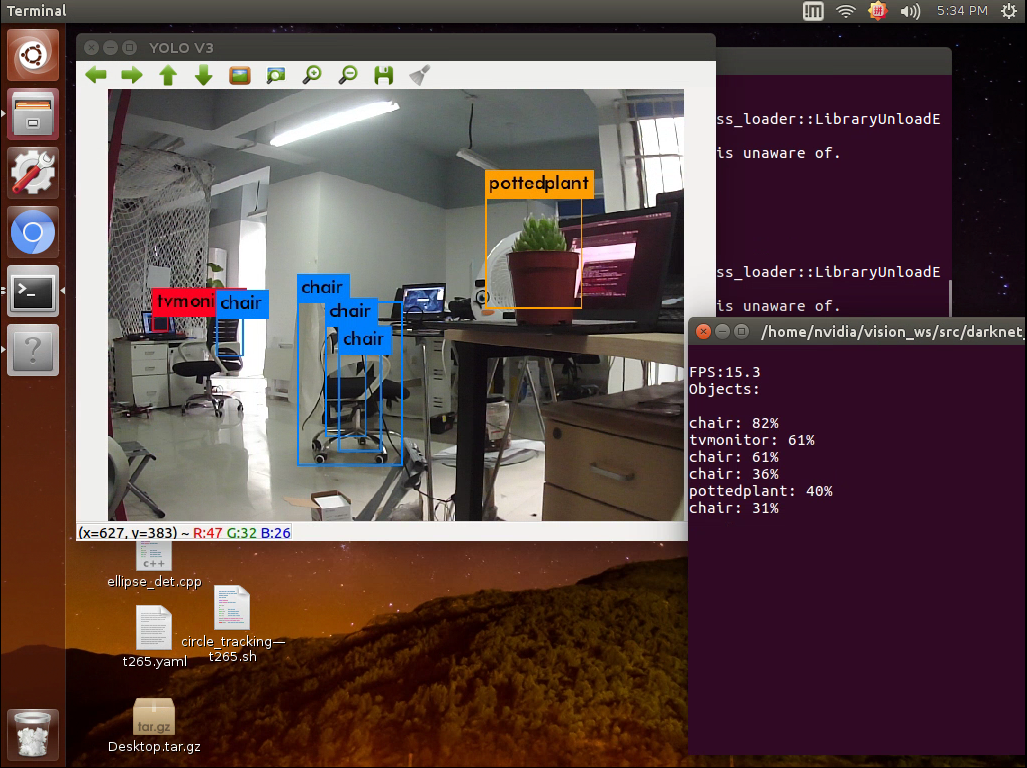 Terminal
5:34 PM
YOLO V3
pottedplant
tvmoni
chair
chair
chair
chair
(x=627, y=383) ~ R:47 G:32 B:26
ss_loader::LibraryUnloadE
is unaware of.
ss_loader::LibraryUnloadE
is unaware of.
/home/nvidia/vision_ws/src/darknet_
FPS:15.3
Objects:
chair: 82%
tvmonitor: 61%
chair: 61%
chair: 36%
pottedplant: 40%
chair: 31%
c++
ellipse_det.cpp
t265.yaml
circle_tracking—
t265.sh
tar.gz
Desktop.tar.gz